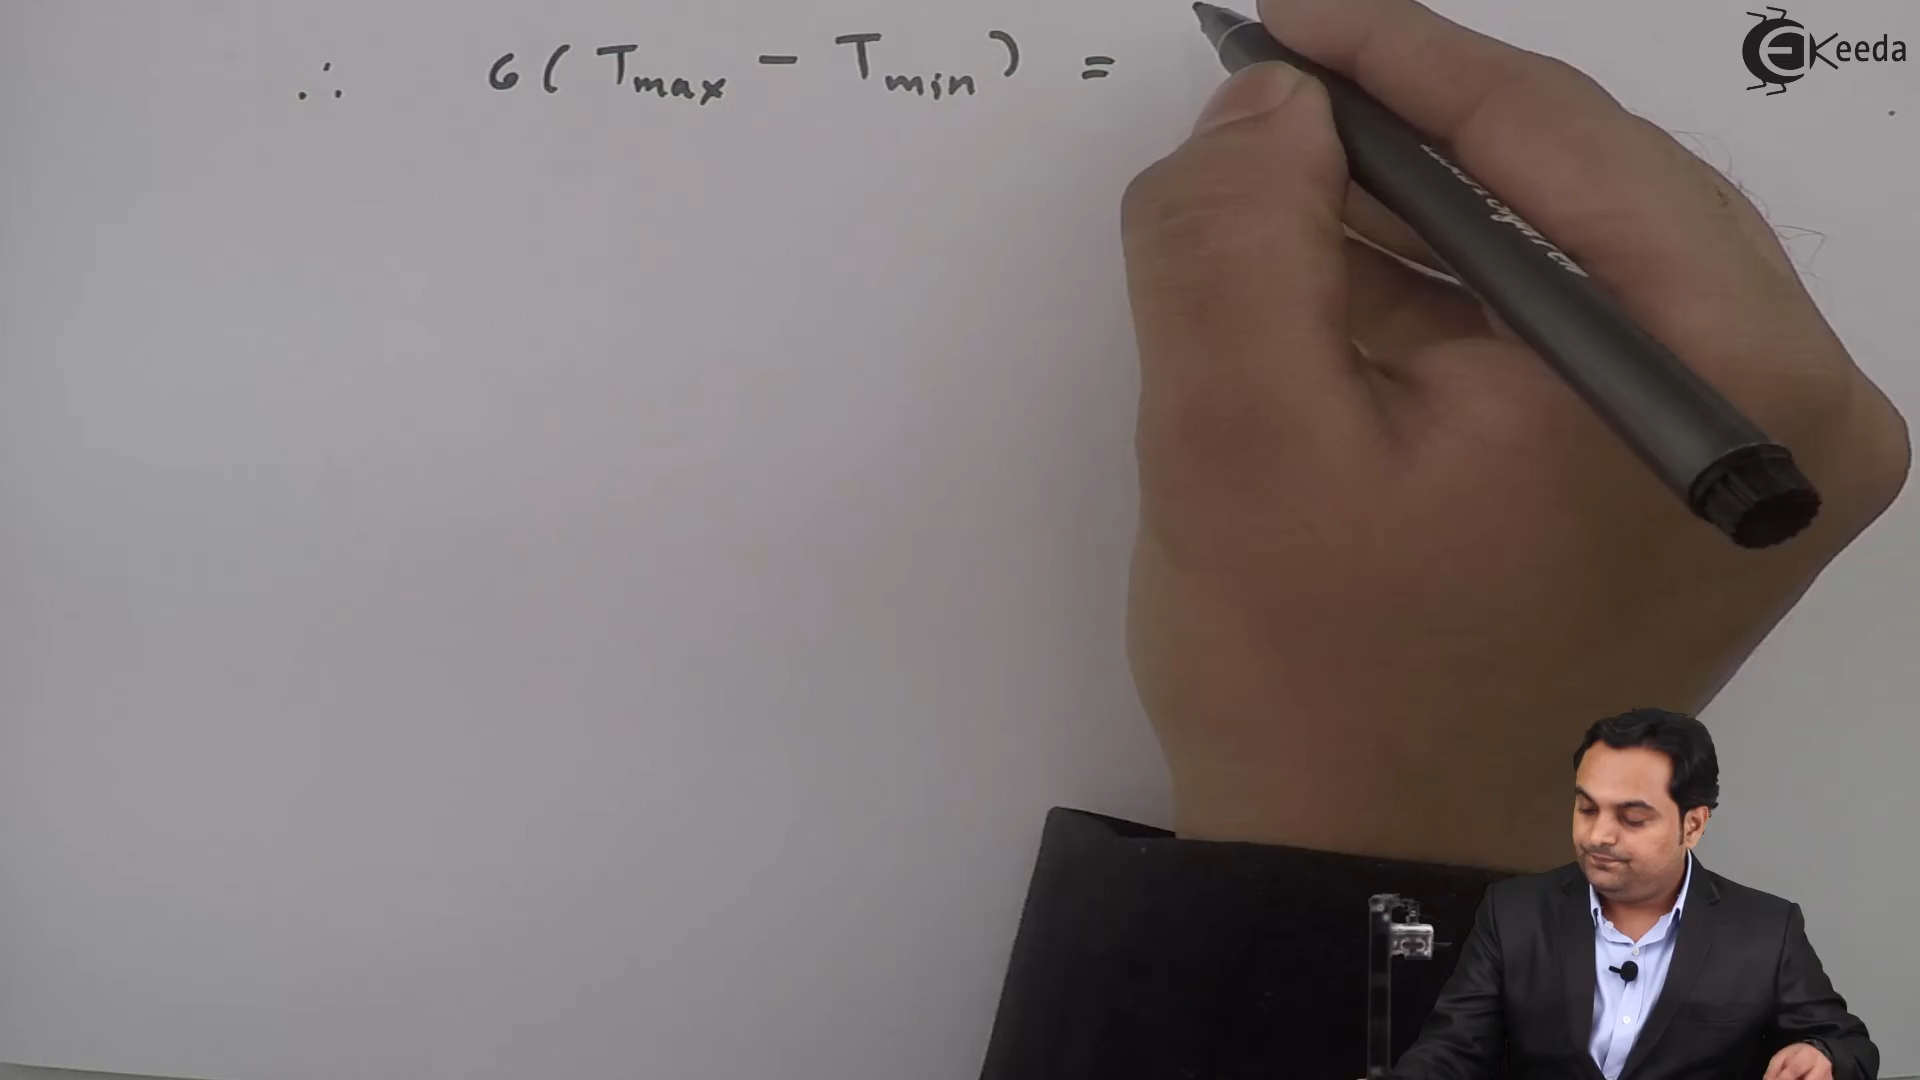 ∴ 6 ( Tmax - Tmin ) =
EKeeda